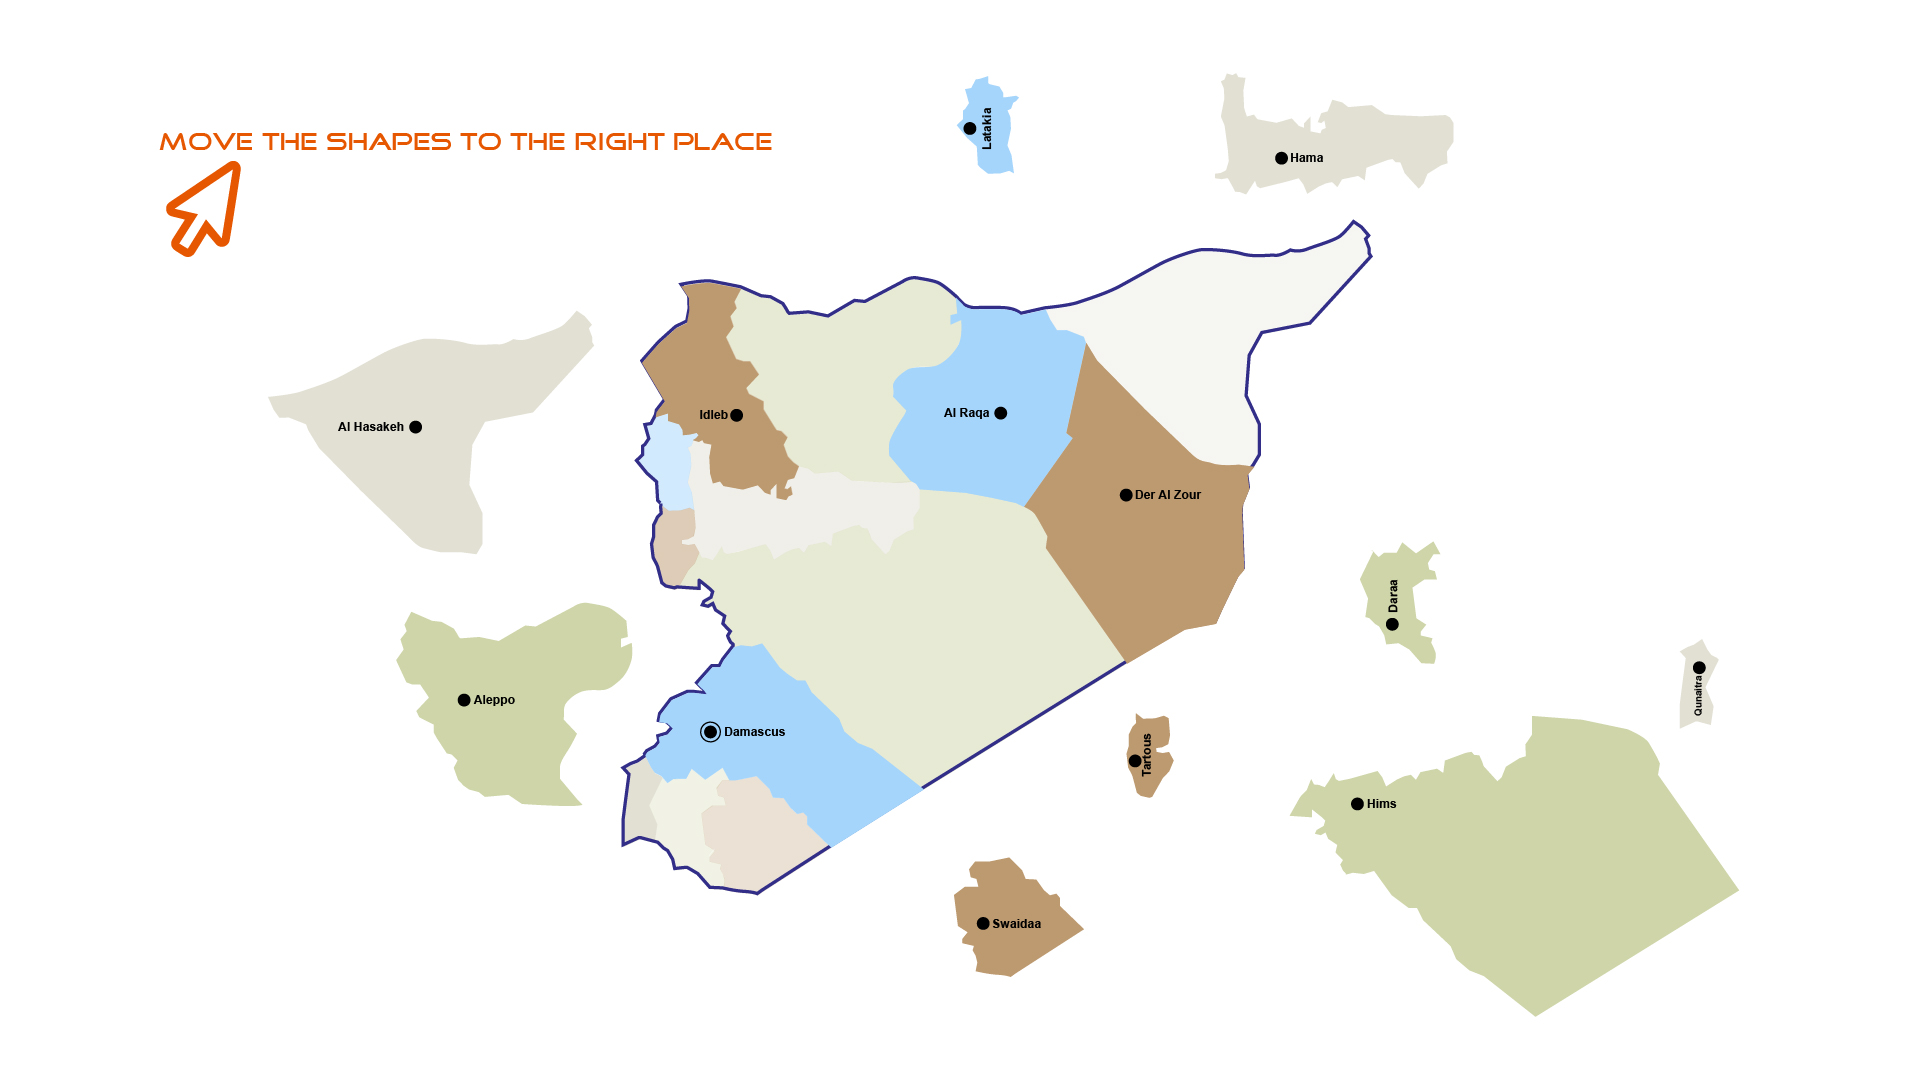 MOVE THE SHAPES TO THE RIGHT PLACE
Latakia
Hama
Al Hasakeh
Idleb
Al Raqa
Der Al Zour
Daraa
Qunaitra
Aleppo
Damascus
Tartous
Hims
Swaidaa